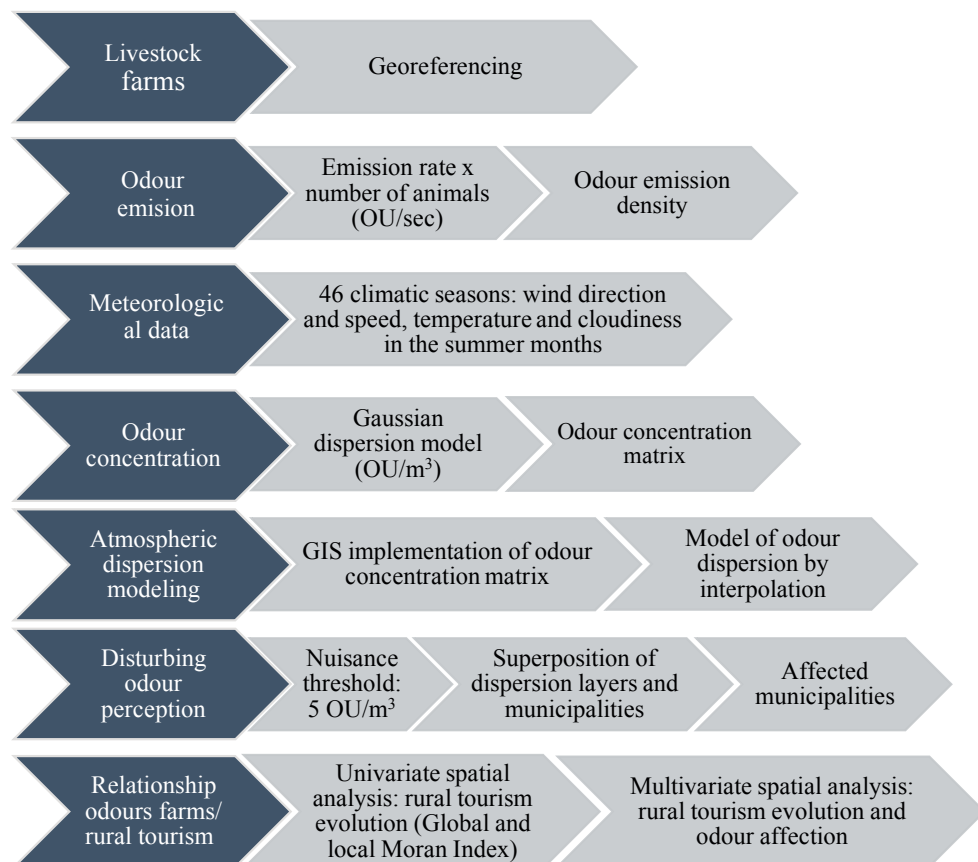 Livestock
farms
Georeferencing
Odour
emision
Emission rate x
number of animals
(OU/sec)
Odour emission
density
Meteorologic
al data
46 climatic seasons: wind direction
and speed, temperature and cloudiness
in the summer months
Odour
concentration
Gaussian
dispersion model
(OU/m³)
Odour concentration
matrix
Atmospheric
dispersion
modeling
GIS implementation of odour
concentration matrix
Model of odour
dispersion by
interpolation
Disturbing
odour
perception
Nuisance
threshold:
5 OU/m³
Superposition of
dispersion layers and
municipalities
Affected
municipalities
Relationship
odours farms/
rural tourism
Univariate spatial
analysis: rural tourism
evolution (Global and
local Moran Index)
Multivariate spatial analysis:
rural tourism evolution and
odour affection